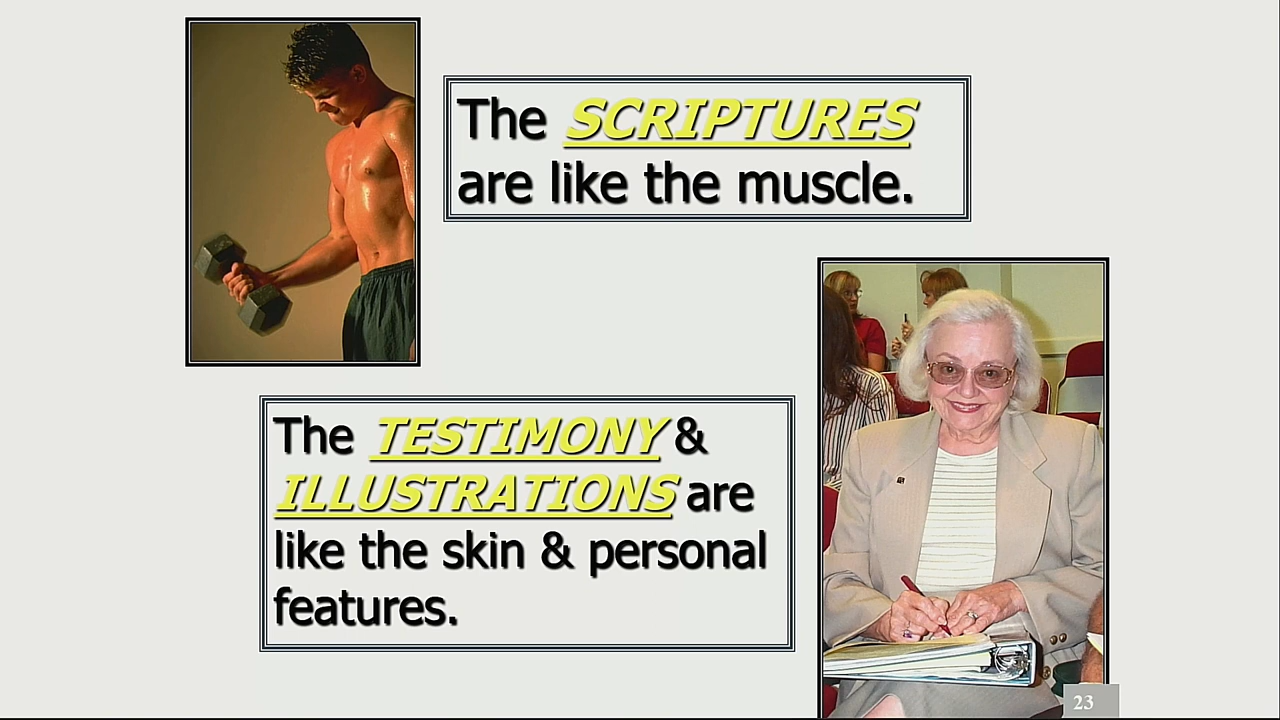 The SCRIPTURES
are like the muscle.
The TESTIMONY &
ILLUSTRATIONS are
like the skin & personal
features.
23